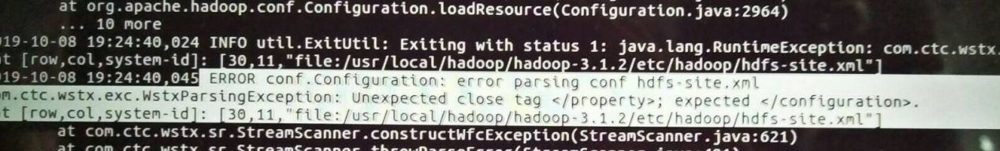 at org.apache.hadoop.conf.Configuration.loadResource(Configuration.java:2964)
... 10 more
19-10-08 19:24:40,024 INFO util.ExitUtil: Exiting with status 1: java.lang.RuntimeException: com.ctc.wstx.
t [row,col,system-id]: [30,11,"file:/usr/local/hadoop/hadoop-3.1.2/etc/hadoop/hdfs-site.xml"]
19-10-08 19:24:40,045 ERROR conf.Configuration: error parsing conf hdfs-site.xml
m.ctc.wstx.exc.WstxParsingException: Unexpected close tag </property>; expected </configuration>.
t [row,col,system-id]: [30,11,"file:/usr/local/hadoop/hadoop-3.1.2/etc/hadoop/hdfs-site.xml"]
at com.ctc.wstx.sr.StreamScanner.constructWfcException(StreamScanner.java:621)
at com.ctc.wstx.sr.StreamScanner.throwParseError(StreamScanner.java:491)